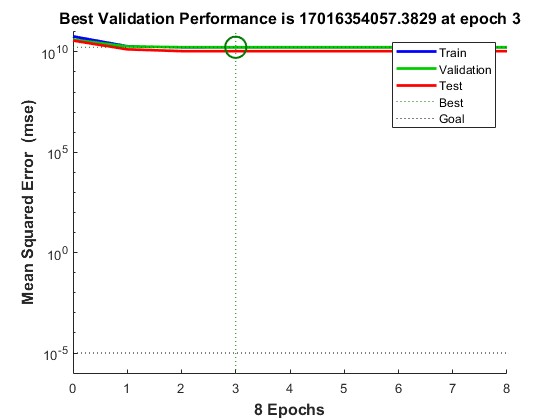 Best Validation Performance is 17016354057.3829 at epoch 3
Mean Squared Error (mse)
10^10
10^5
10^0
10^-5
Train
Validation
Test
Best
Goal
0 1 2 3 4 5 6 7 8
8 Epochs